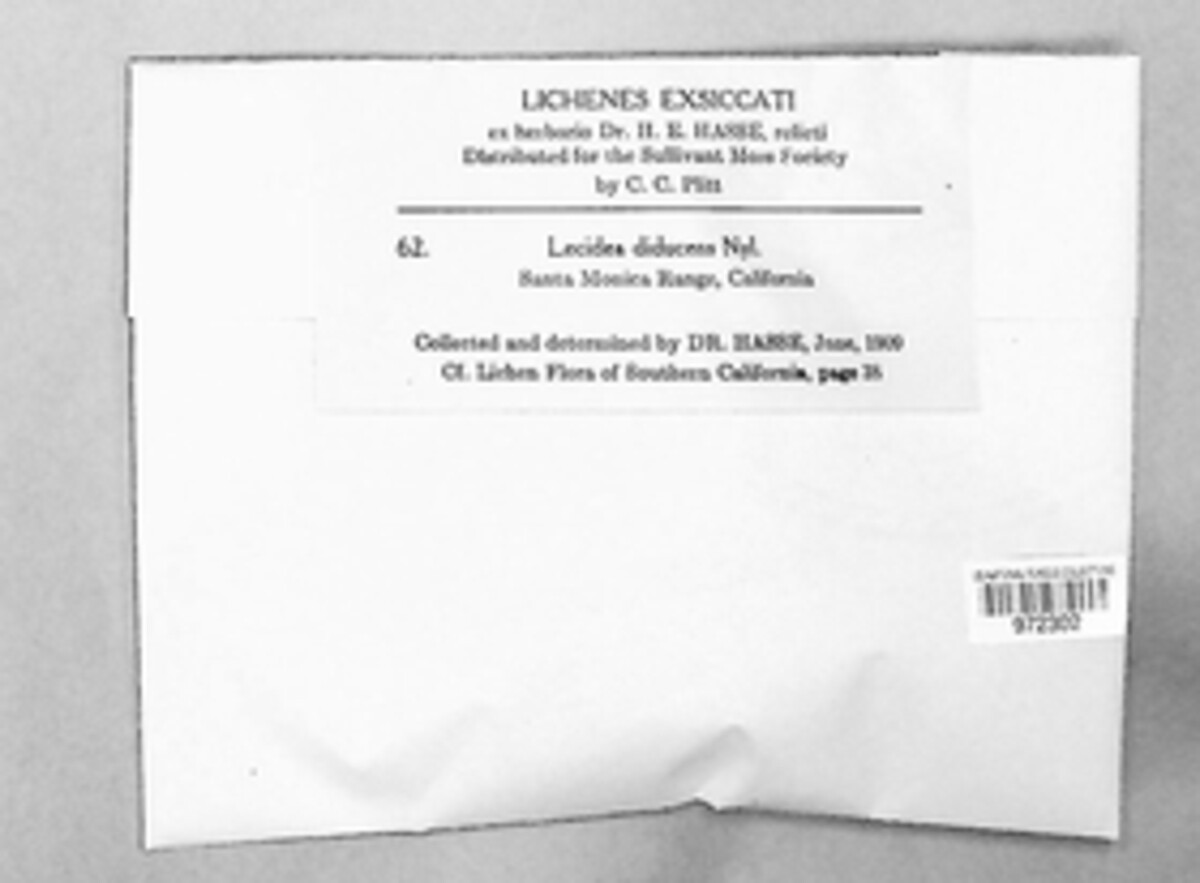 LICHENES EXSICCATI
ex herbario Dr. H. E. HASSE, relicti
Distributed for the Sullivant Moss Society
by C. C. Plitt
62. Lecidea diducens Nyl.
Santa Monica Range, California
Collected and determined by DR. HASSE, June, 1909
Cf. Lichen Flora of Southern California, page
972302